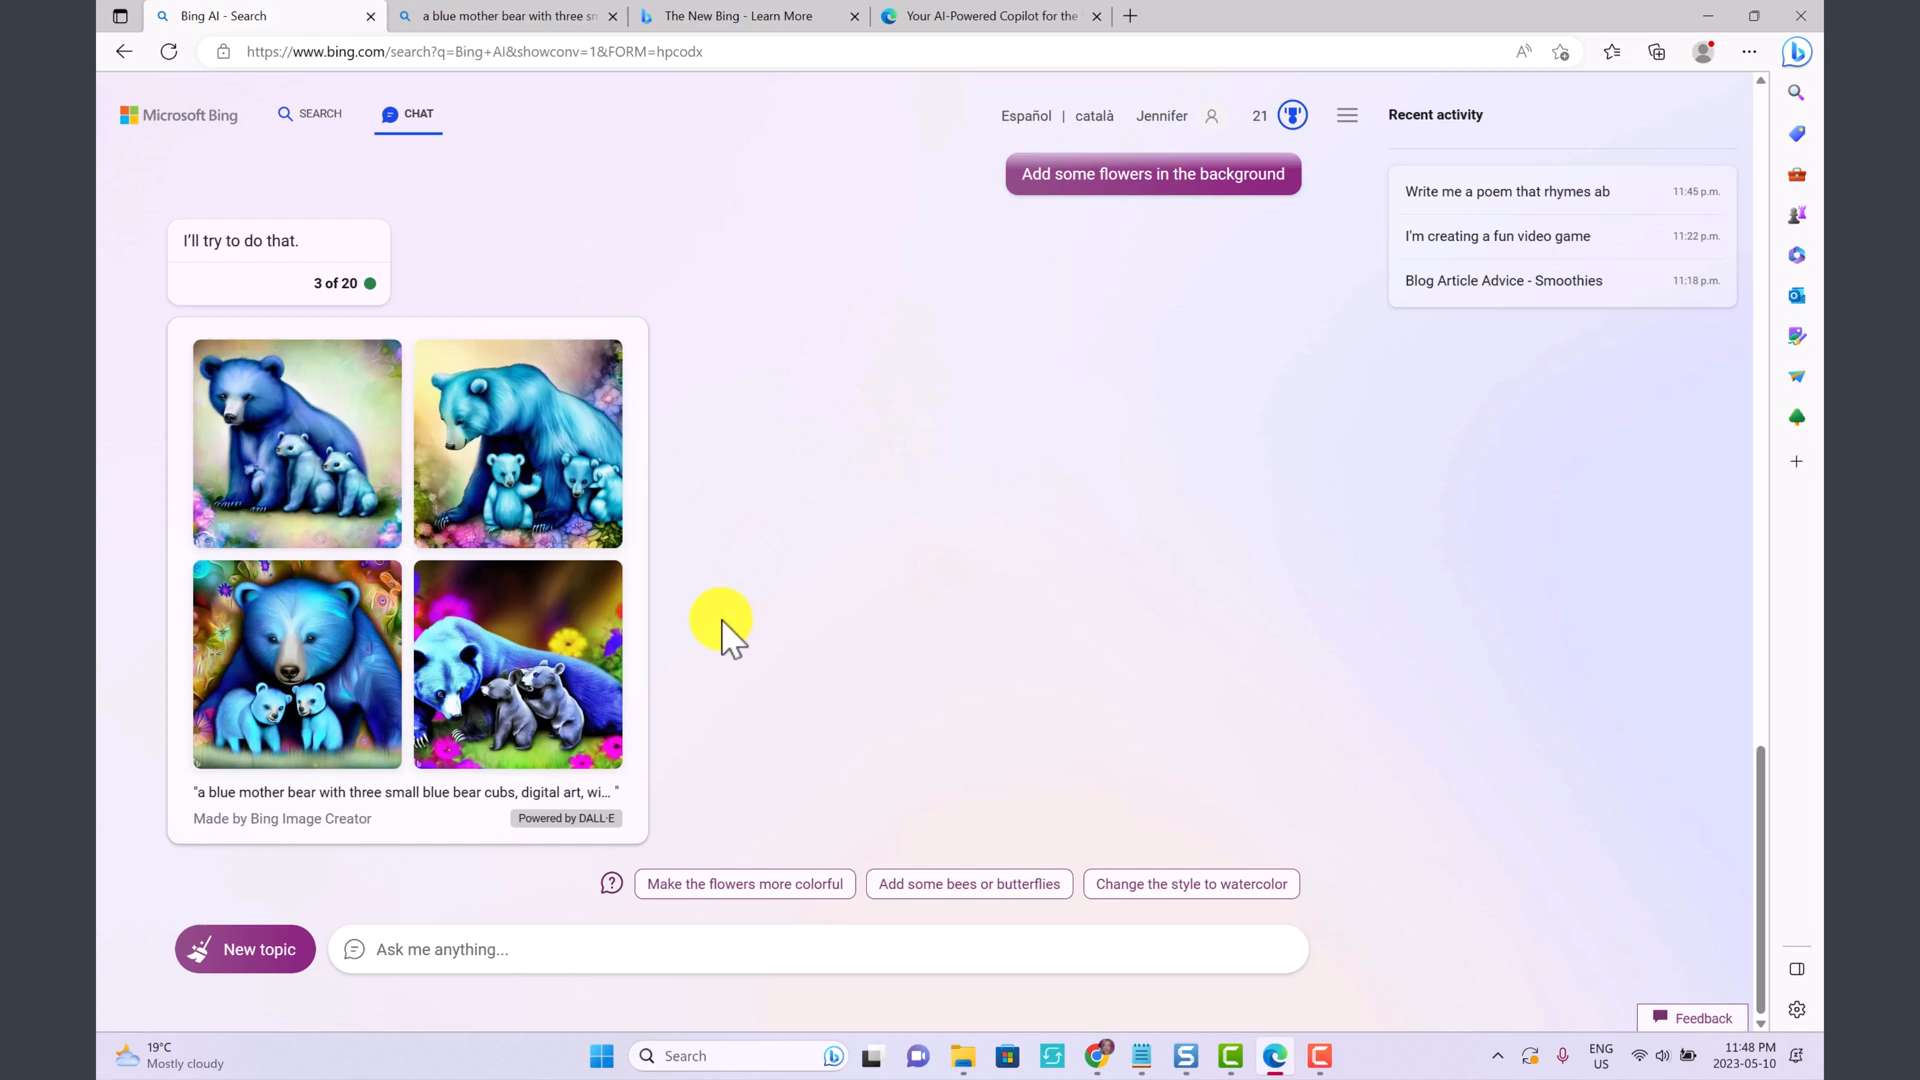 Bing AI - Search
a blue mother bear with three sm
The New Bing - Learn More
Your AI-Powered Copilot for the
https://www.bing.com/search?q=Bing+AI&showconv=1&FORM=hpcodx
Microsoft Bing
SEARCH
CHAT
Español | català
Jennifer
21
Recent activity
Add some flowers in the background
Write me a poem that rhymes ab 11:45 p.m.
I'm creating a fun video game 11:22 p.m.
Blog Article Advice - Smoothies 11:18 p.m.
I'll try to do that.
3 of 20
"a blue mother bear with three small blue bear cubs, digital art, wi... "
Made by Bing Image Creator
Powered by DALL·E
Make the flowers more colorful
Add some bees or butterflies
Change the style to watercolor
New topic
Ask me anything...
Feedback
19°C
Mostly cloudy
Search
ENG
US
11:48 PM
2023-05-10